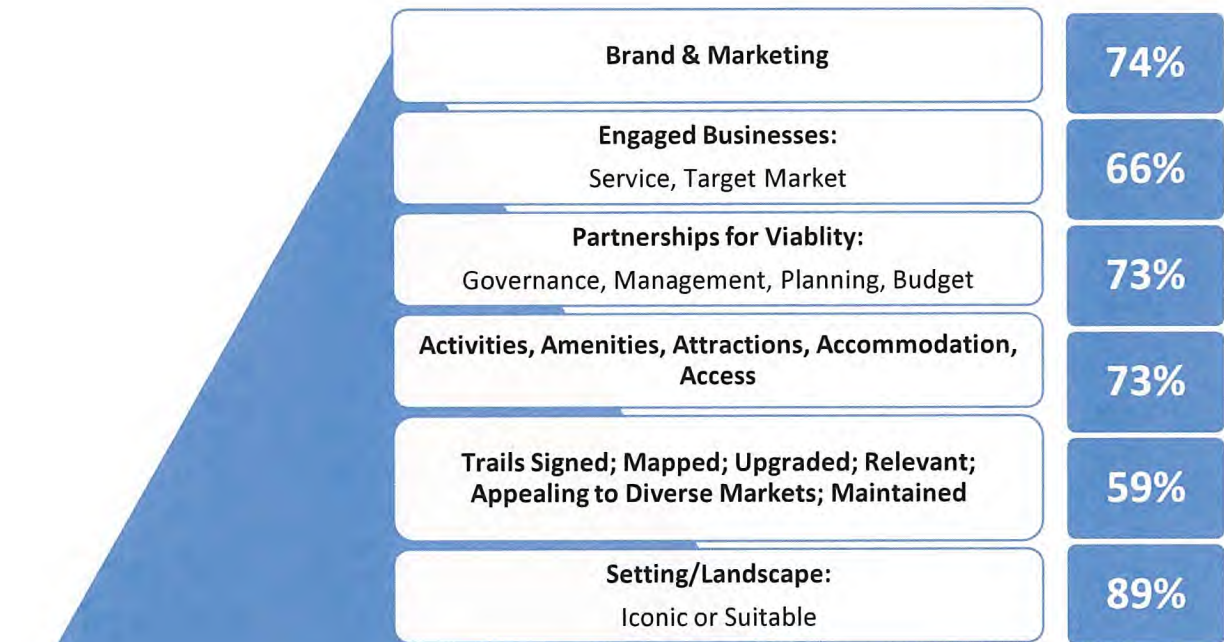 Brand & Marketing
74%
Engaged Businesses:
Service, Target Market
66%
Partnerships for Viablity:
Governance, Management, Planning, Budget
73%
Activities, Amenities, Attractions, Accommodation,
Access
73%
Trails Signed; Mapped; Upgraded; Relevant;
Appealing to Diverse Markets; Maintained
59%
Setting/Landscape:
Iconic or Suitable
89%